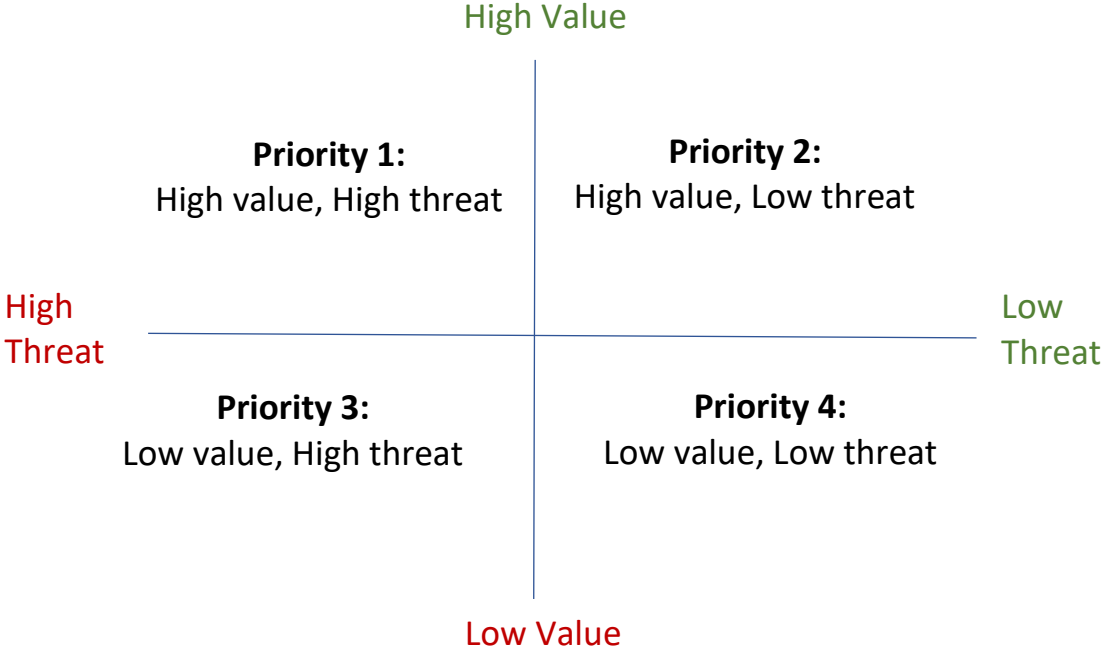 High Value
Priority 1:
High value, High threat
Priority 2:
High value, Low threat
High
Threat
Low
Threat
Priority 3:
Low value, High threat
Priority 4:
Low value, Low threat
Low Value